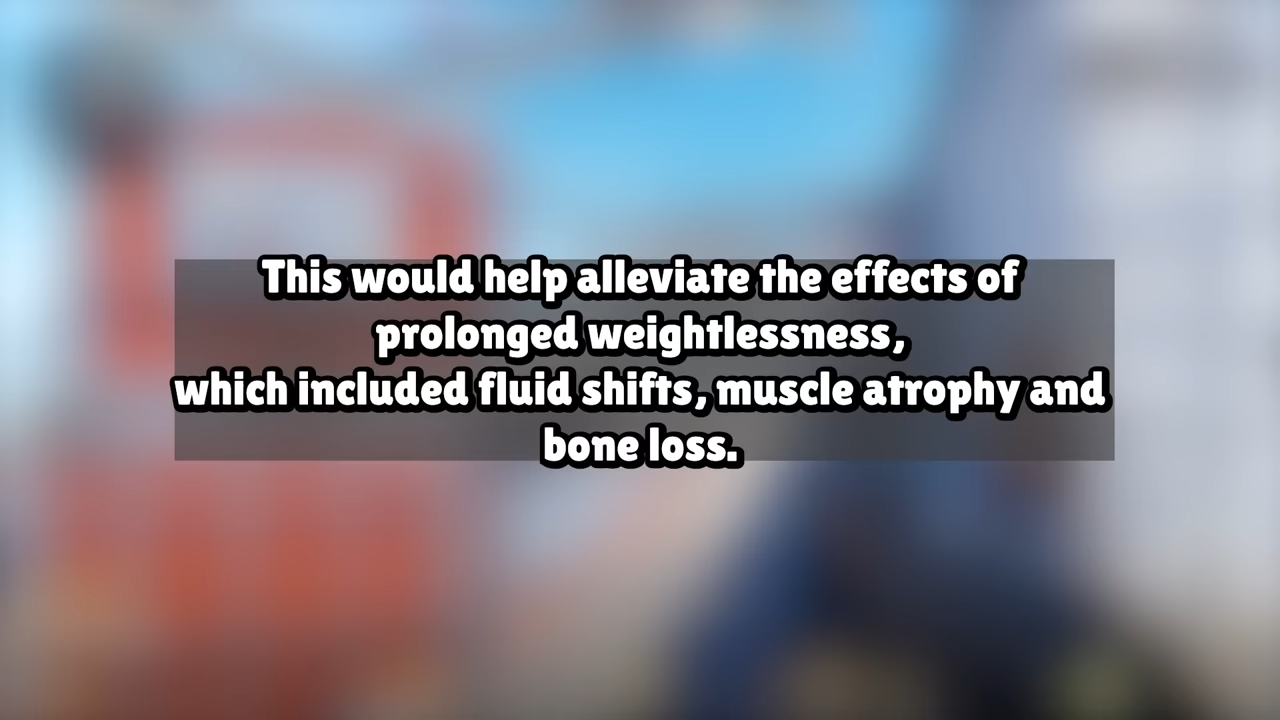 This would help alleviate the effects of
prolonged weightlessness,
which included fluid shifts, muscle atrophy and
bone loss.